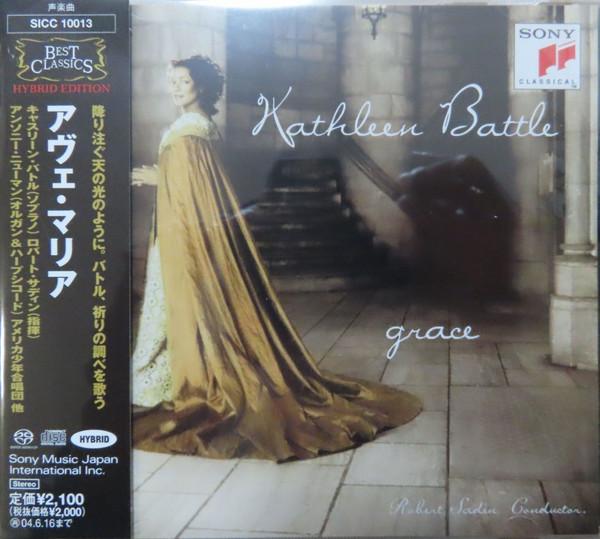 声楽曲
SICC 10013
BEST
CLASSICS
HYBRID EDITION
アヴェ・マリア
降り注ぐ天の光のように。バトル、祈りの調べを歌う
キャスリーン・バトル(ソプラノ) ロバート・サディン(指揮)
アンソニー・ニューマン(オルガン&ハープシコード) アメリカ少年合唱団 他
SACD
disc
HYBRID
Sony Music Japan
International Inc.
Stereo
定価¥2,100
(税抜価格¥2,000)
再04.6.16まで
SONY
CLASSICAL
Kathleen Battle
grace
Robert Sadin Conductor.